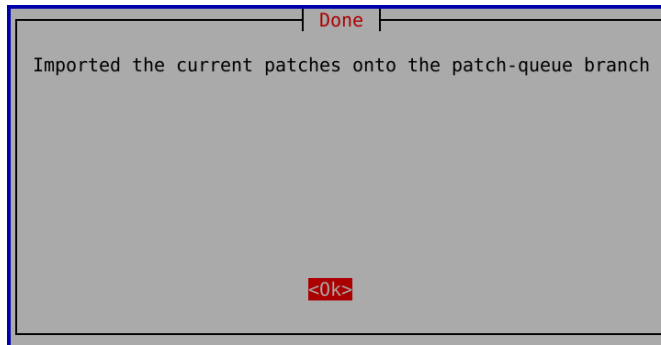 Done
Imported the current patches onto the patch-queue branch
<Ok>